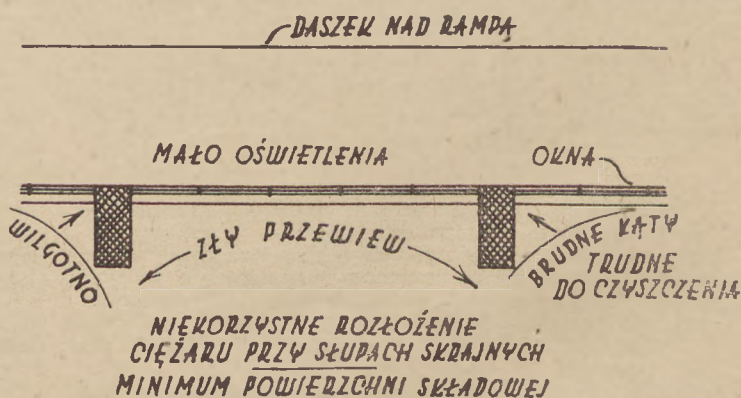 DASZEK NAD RAMPĄ
MAŁO OŚWIETLENIA OKNA
WILGOTNO ZŁY PRZEWIEW BRUDNE KĄTY
TRUDNE
DO CZYSZCZENIA
NIEKORZYSTNE ROZŁOŻENIE
CIĘŻARU PRZY SŁUPACH SKRAJNYCH
MINIMUM POWIERZCHNI SKŁADOWEJ